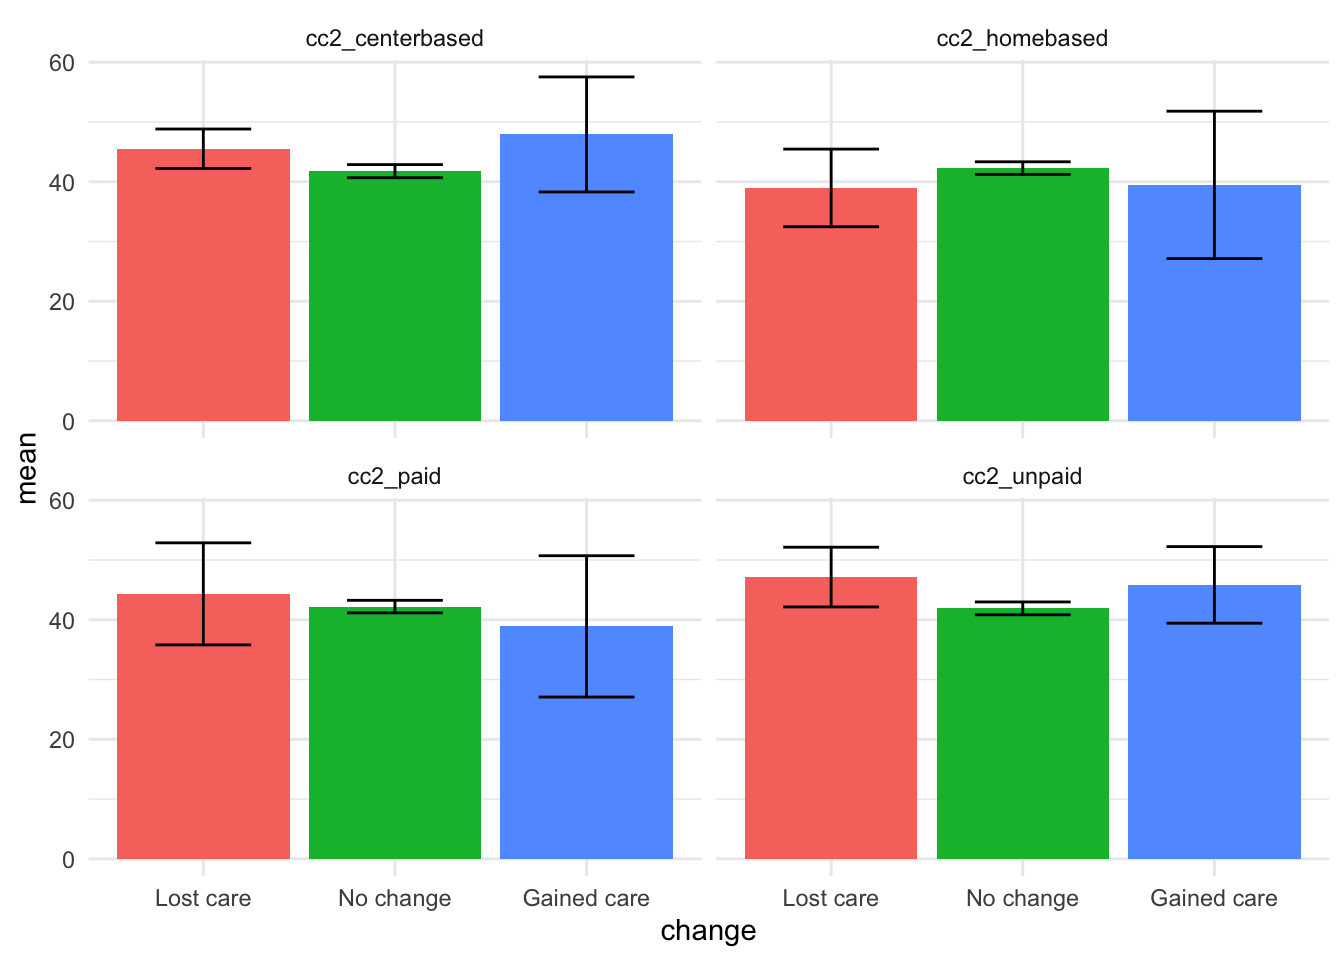 cc2_centerbased
cc2_homebased
60
40
20
0
cc2_paid
cc2_unpaid
60
40
20
0
mean
Lost care
No change
Gained care
Lost care
No change
Gained care
change